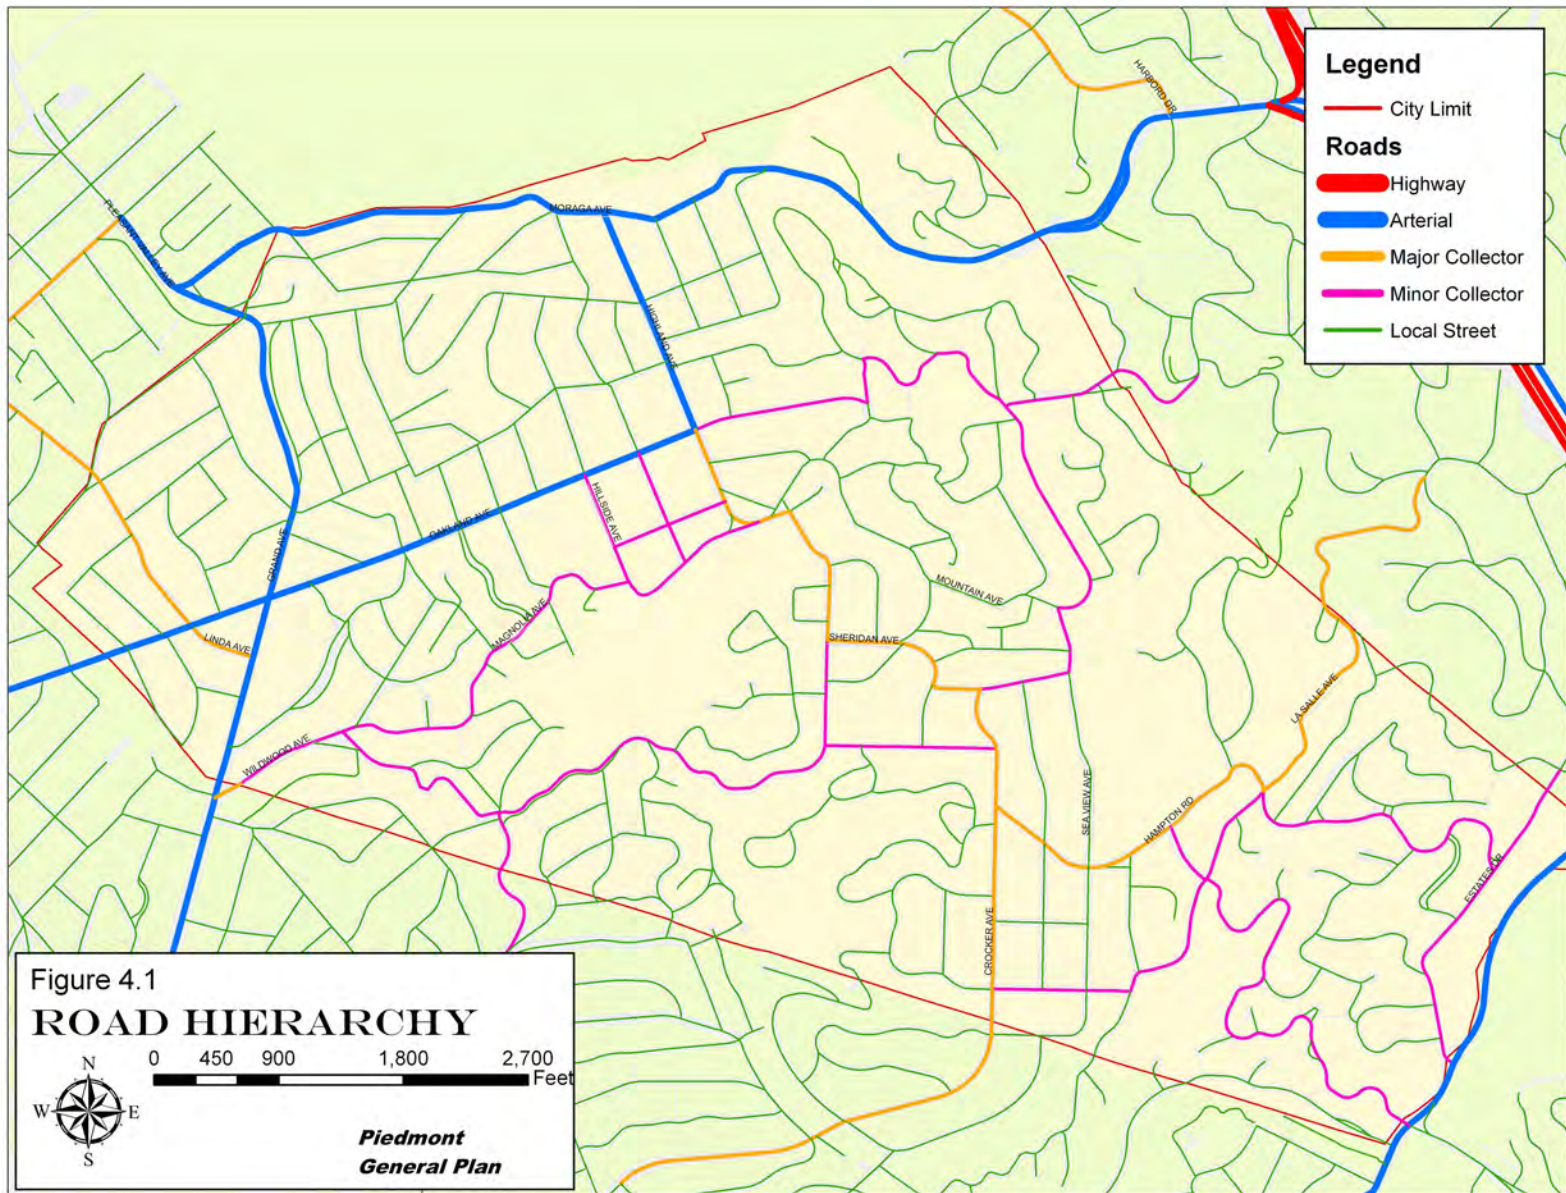 Legend
City Limit
Roads
Highway
Arterial
Major Collector
Minor Collector
Local Street
HARBORD DR
PLEASANT VALLEY AVE
MORAGA AVE
HIGHLAND AVE
HILLSIDE AVE
OAKLAND AVE
GRAND AVE
MOUNTAIN AVE
MAGNOLIA AVE
LINDA AVE
SHERIDAN AVE
LA SALLE AVE
WILDWOOD AVE
SEA VIEW AVE
HAMPTON RD
ESTATES DR
CROCKER AVE
Figure 4.1
ROAD HIERARCHY
0 450 900 1,800 2,700
Feet
N
W E
S
Piedmont
General Plan